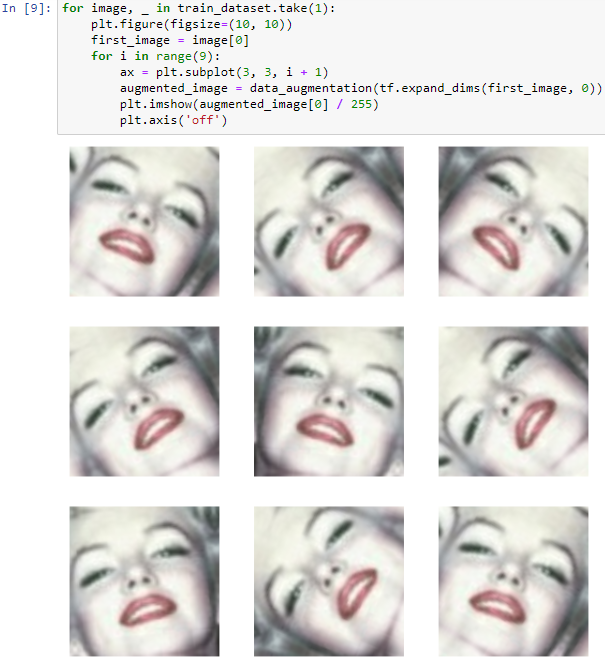 In [9]: for image, _ in train_dataset.take(1):
    plt.figure(figsize=(10, 10))
    first_image = image[0]
    for i in range(9):
        ax = plt.subplot(3, 3, i + 1)
        augmented_image = data_augmentation(tf.expand_dims(first_image, 0))
        plt.imshow(augmented_image[0] / 255)
        plt.axis('off')